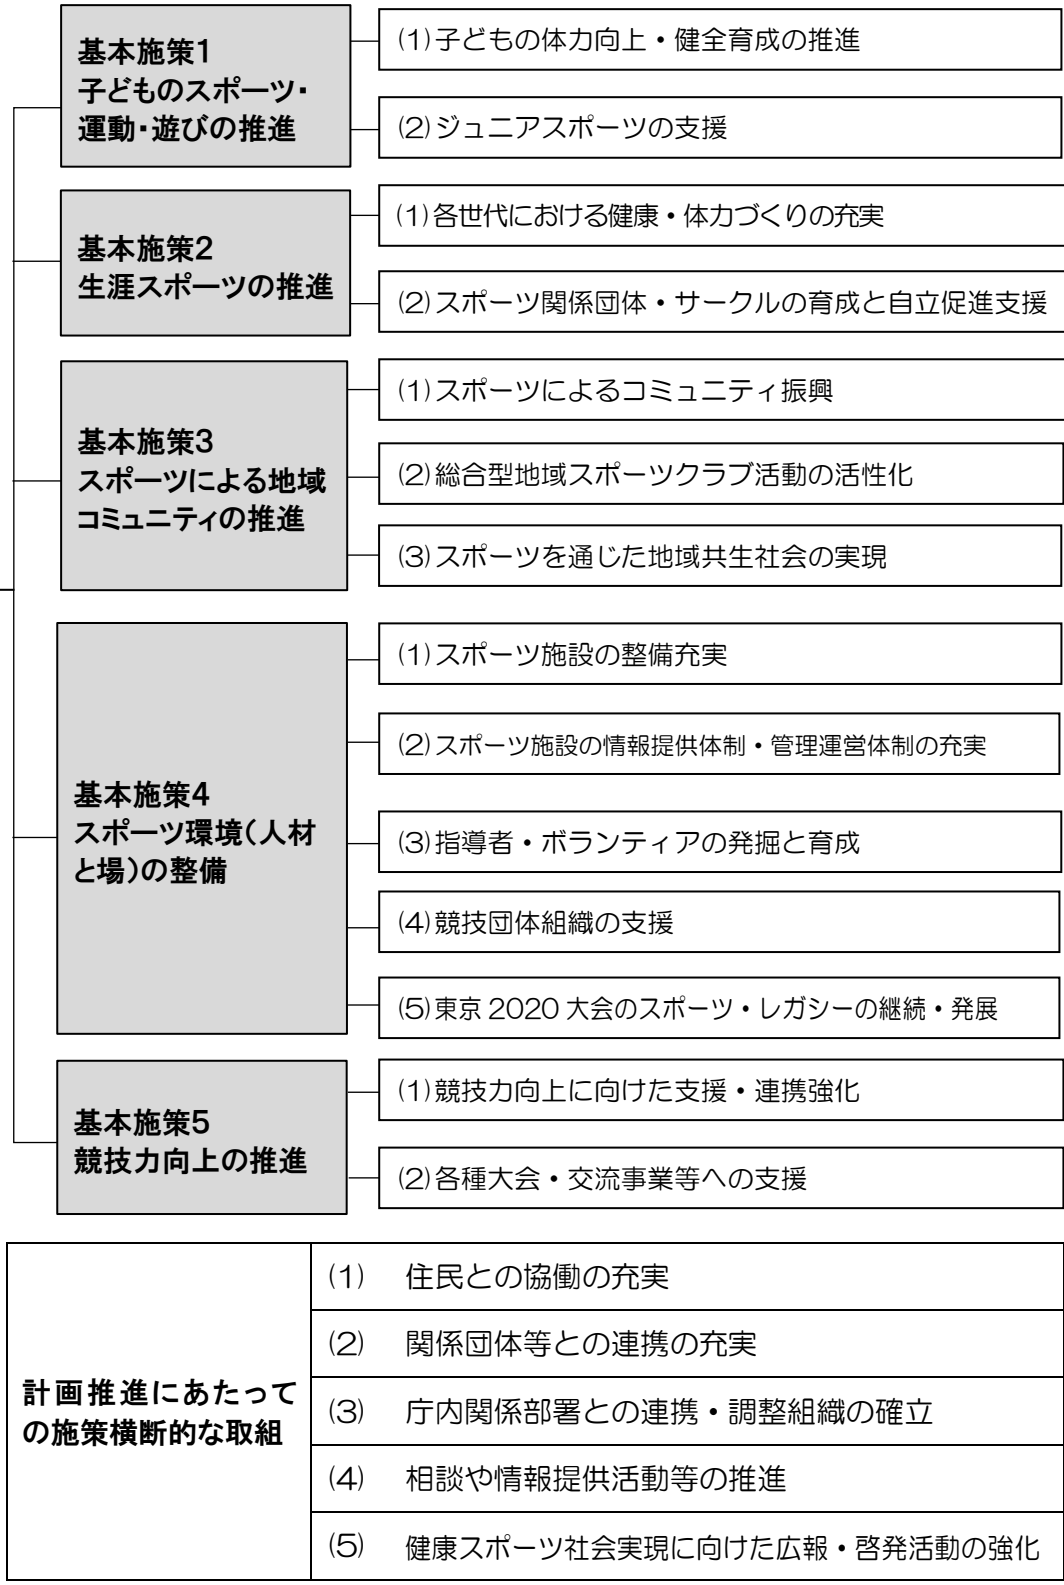 基本施策1
子どものスポーツ・
運動・遊びの推進
(1)子どもの体力向上・健全育成の推進
(2)ジュニアスポーツの支援
基本施策2
生涯スポーツの推進
(1)各世代における健康・体力づくりの充実
(2)スポーツ関係団体・サークルの育成と自立促進支援
基本施策3
スポーツによる地域
コミュニティの推進
(1)スポーツによるコミュニティ振興
(2)総合型地域スポーツクラブ活動の活性化
(3)スポーツを通じた地域共生社会の実現
基本施策4
スポーツ環境(人材
と場)の整備
(1)スポーツ施設の整備充実
(2)スポーツ施設の情報提供体制・管理運営体制の充実
(3)指導者・ボランティアの発掘と育成
(4)競技団体組織の支援
(5)東京 2020 大会のスポーツ・レガシーの継続・発展
基本施策5
競技力向上の推進
(1)競技力向上に向けた支援・連携強化
(2)各種大会・交流事業等への支援
計画推進にあたって
の施策横断的な取組
(1) 住民との協働の充実
(2) 関係団体等との連携の充実
(3) 庁内関係部署との連携・調整組織の確立
(4) 相談や情報提供活動等の推進
(5) 健康スポーツ社会実現に向けた広報・啓発活動の強化